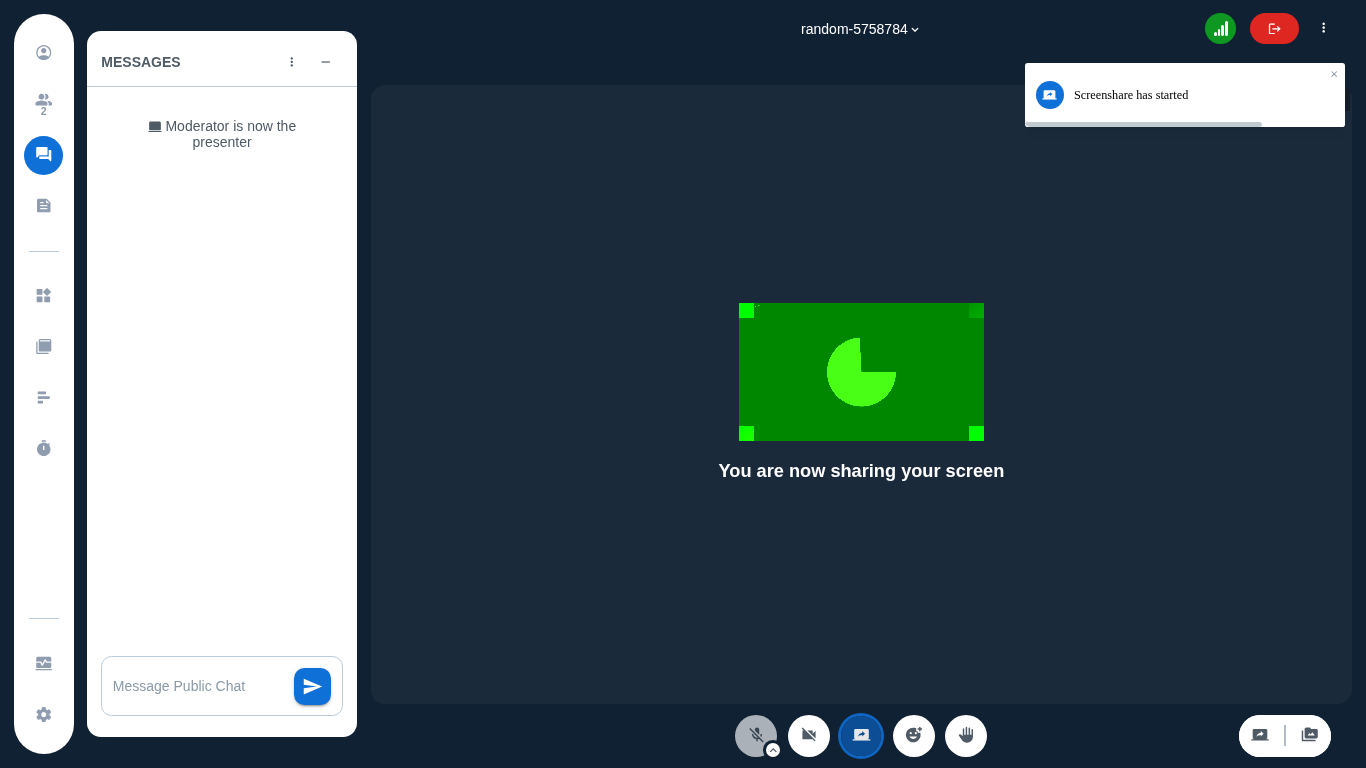 random-5758784
MESSAGES
2
Screenshare has started
Moderator is now the
presenter
You are now sharing your screen
Message Public Chat